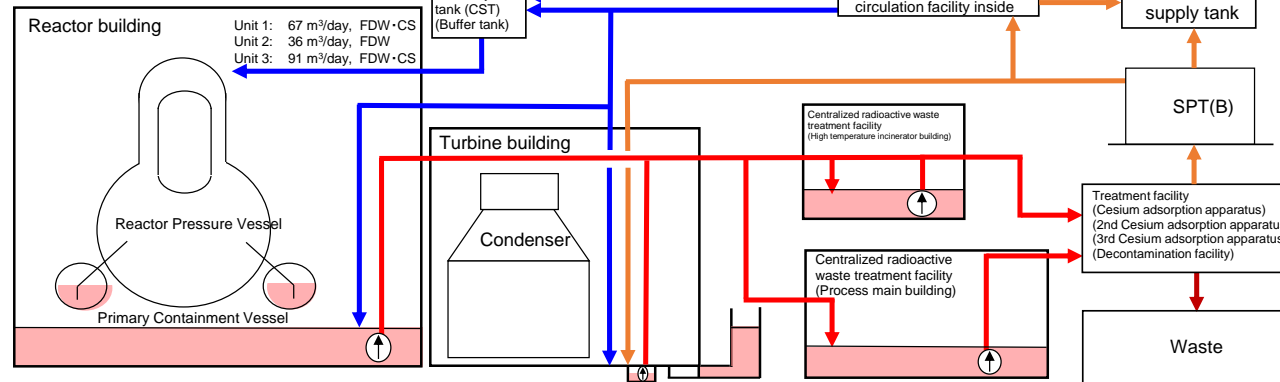 Reactor building
Unit 1: 67 m³/day, FDW・CS
Unit 2: 36 m³/day, FDW
Unit 3: 91 m³/day, FDW・CS
tank (CST)
(Buffer tank)
circulation facility inside
supply tank
SPT(B)
Centralized radioactive waste
treatment facility
(High temperature incinerator building)
Turbine building
Condenser
Reactor Pressure Vessel
Primary Containment Vessel
Treatment facility
(Cesium adsorption apparatus)
(2nd Cesium adsorption apparatu
(3rd Cesium adsorption apparatus
(Decontamination facility)
Centralized radioactive
waste treatment facility
(Process main building)
Waste